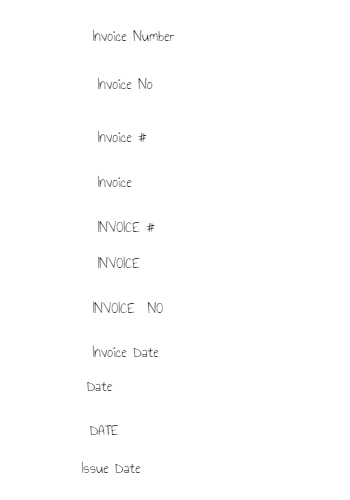 Invoice Number
Invoice No
Invoice #
Invoice
INVOICE #
INVOICE
INVOICE NO
Invoice Date
Date
DATE
Issue Date